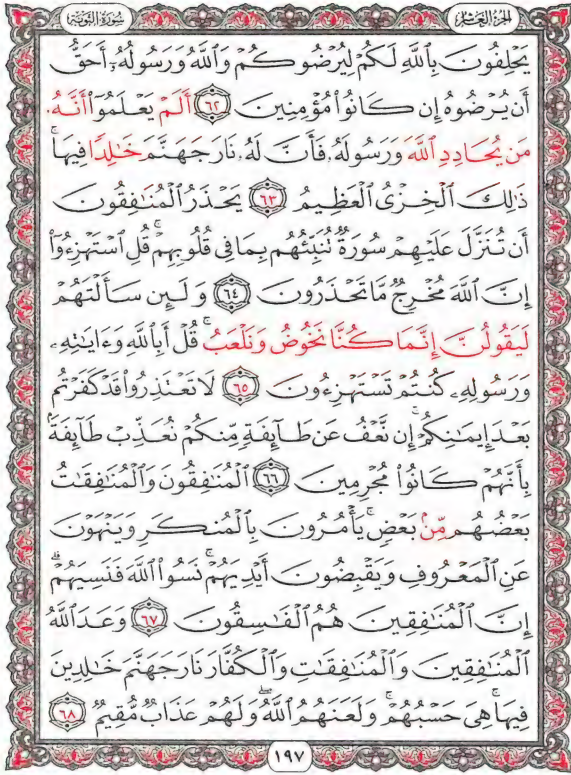 الجزء العاشر
سورة التوبة
يَحْلِفُونَ بِٱللَّهِ لَكُمْ لِيُرْضُوكُمْ وَٱللَّهُ وَرَسُولُهُۥٓ أَحَقُّ
أَن يُرْضُوهُ إِن كَانُوا۟ مُؤْمِنِينَ ٦٢ أَلَمْ يَعْلَمُوٓا۟ أَنَّهُۥ
مَن يُحَادِدِ ٱللَّهَ وَرَسُولَهُۥ فَأَنَّ لَهُۥ نَارَ جَهَنَّمَ خَٰلِدًا فِيهَا ۚ
ذَٰلِكَ ٱلْخِزْىُ ٱلْعَظِيمُ ٦٣ يَحْذَرُ ٱلْمُنَٰفِقُونَ
أَن تُنَزَّلَ عَلَيْهِمْ سُورَةٌ تُنَبِّئُهُم بِمَا فِى قُلُوبِهِمْ ۚ قُلِ ٱسْتَهْزِءُوٓا۟
إِنَّ ٱللَّهَ مُخْرِجٌ مَّا تَحْذَرُونَ ٦٤ وَلَئِن سَأَلْتَهُمْ
لَيَقُولُنَّ إِنَّمَا كُنَّا نَخُوضُ وَنَلْعَبُ ۚ قُلْ أَبِٱللَّهِ وَءَايَٰتِهِۦ
وَرَسُولِهِۦ كُنتُمْ تَسْتَهْزِءُونَ ٦٥ لَا تَعْتَذِرُوا۟ قَدْ كَفَرْتُم
بَعْدَ إِيمَٰنِكُمْ ۚ إِن نَّعْفُ عَن طَآئِفَةٍ مِّنكُمْ نُعَذِّبْ طَآئِفَةًۢ
بِأَنَّهُمْ كَانُوا۟ مُجْرِمِينَ ٦٦ ٱلْمُنَٰفِقُونَ وَٱلْمُنَٰفِقَٰتُ
بَعْضُهُم مِّنۢ بَعْضٍ ۚ يَأْمُرُونَ بِٱلْمُنكَرِ وَيَنْهَوْنَ
عَنِ ٱلْمَعْرُوفِ وَيَقْبِضُونَ أَيْدِيَهُمْ ۚ نَسُوا۟ ٱللَّهَ فَنَسِيَهُمْ ۗ
إِنَّ ٱلْمُنَٰفِقِينَ هُمُ ٱلْفَٰسِقُونَ ٦٧ وَعَدَ ٱللَّهُ
ٱلْمُنَٰفِقِينَ وَٱلْمُنَٰفِقَٰتِ وَٱلْكُفَّارَ نَارَ جَهَنَّمَ خَٰلِدِينَ
فِيهَا ۚ هِىَ حَسْبُهُمْ ۚ وَلَعَنَهُمُ ٱللَّهُ ۖ وَلَهُمْ عَذَابٌ مُّقِيمٌ ٦٨
١٩٧